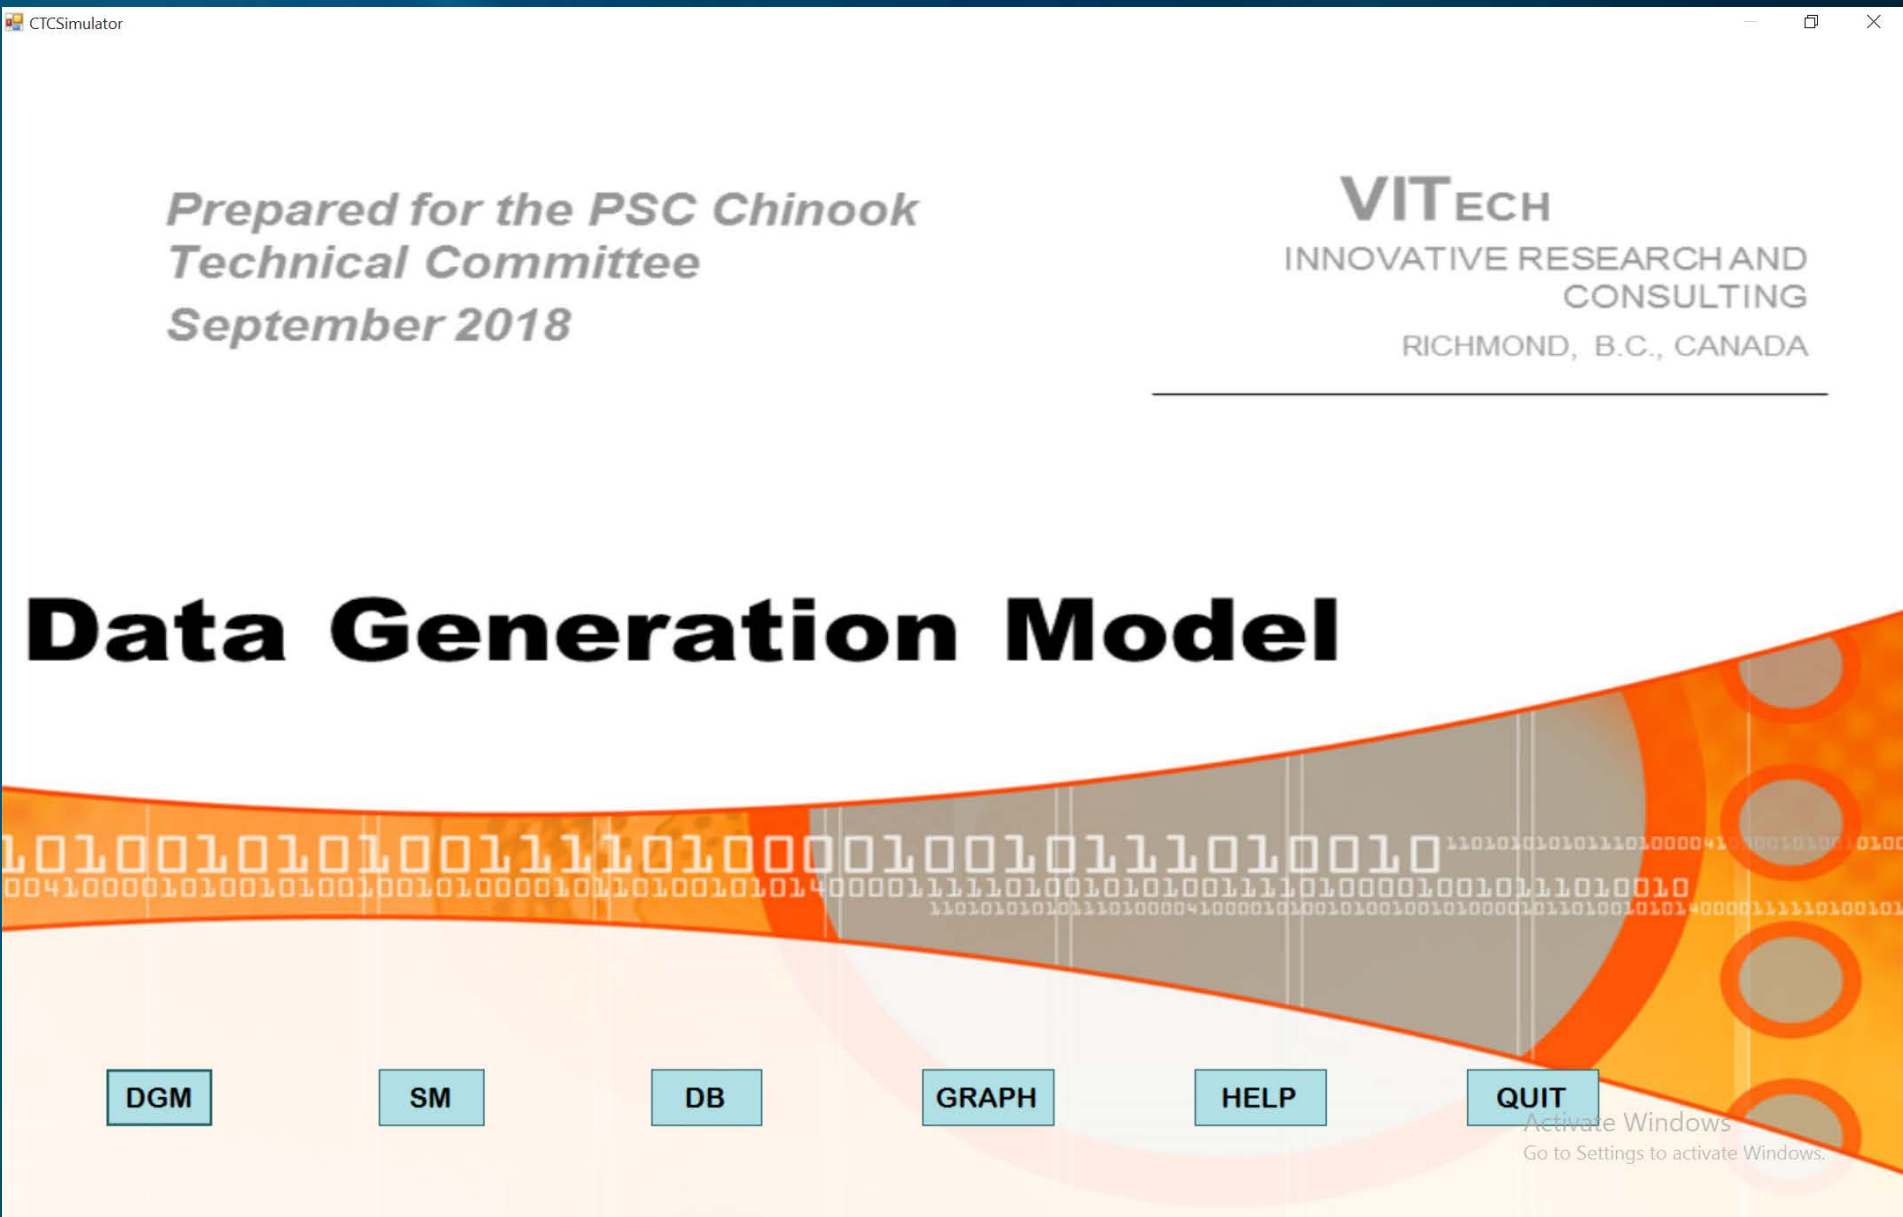 CTCSimulator
Prepared for the PSC Chinook
Technical Committee
September 2018
VITECH
INNOVATIVE RESEARCH AND
CONSULTING
RICHMOND, B.C., CANADA
Data Generation Model
DGM
SM
DB
GRAPH
HELP
QUIT
Activate Windows
Go to Settings to activate Windows.